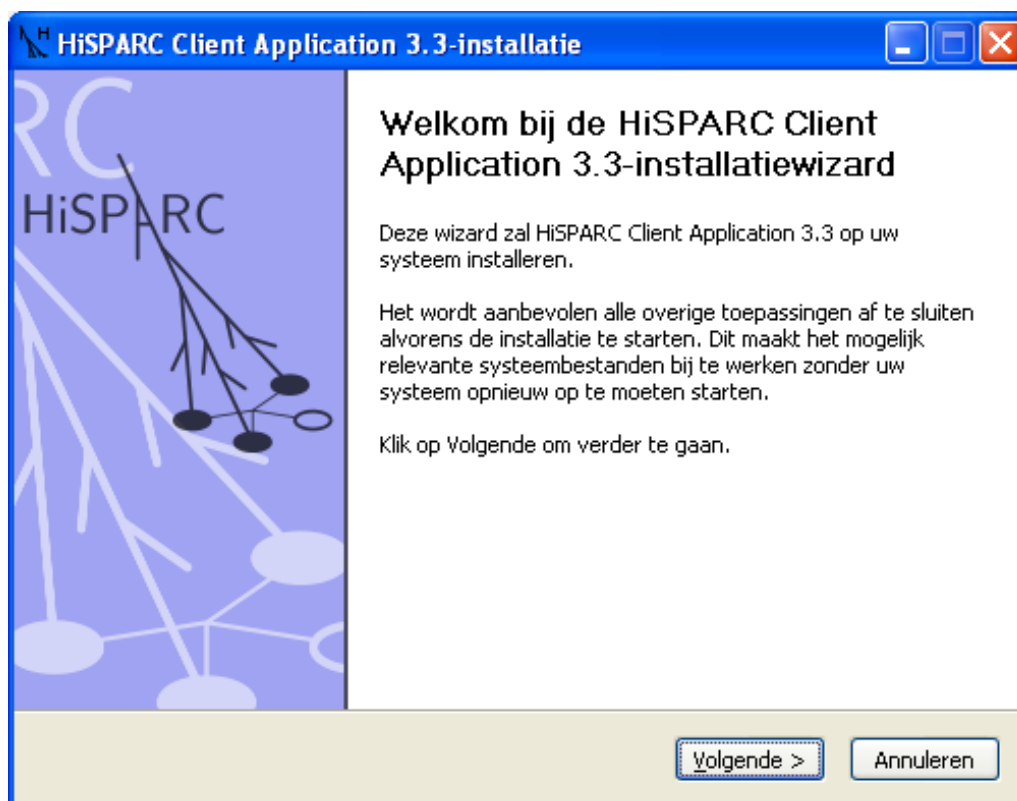 HiSPARC Client Application 3.3-installatie
RC
HiSPARC
Welkom bij de HiSPARC Client
Application 3.3-installatiewizard
Deze wizard zal HiSPARC Client Application 3.3 op uw
systeem installeren.
Het wordt aanbevolen alle overige toepassingen af te sluiten
alvorens de installatie te starten. Dit maakt het mogelijk
relevante systeembestanden bij te werken zonder uw
systeem opnieuw op te moeten starten.
Klik op Volgende om verder te gaan.
Volgende >
Annuleren